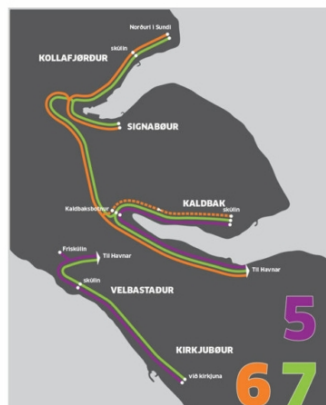 Norðuri í Sundi
skúlin
KOLLAFJØRÐUR
SIGNABØUR
KALDBAK
skúlin
Kaldbaksbotnur
Til Havnar
Friskúlin
Til Havnar
skúlin
VELBASTAÐUR
KIRKJUBØUR
við kirkjuna
5
6 7